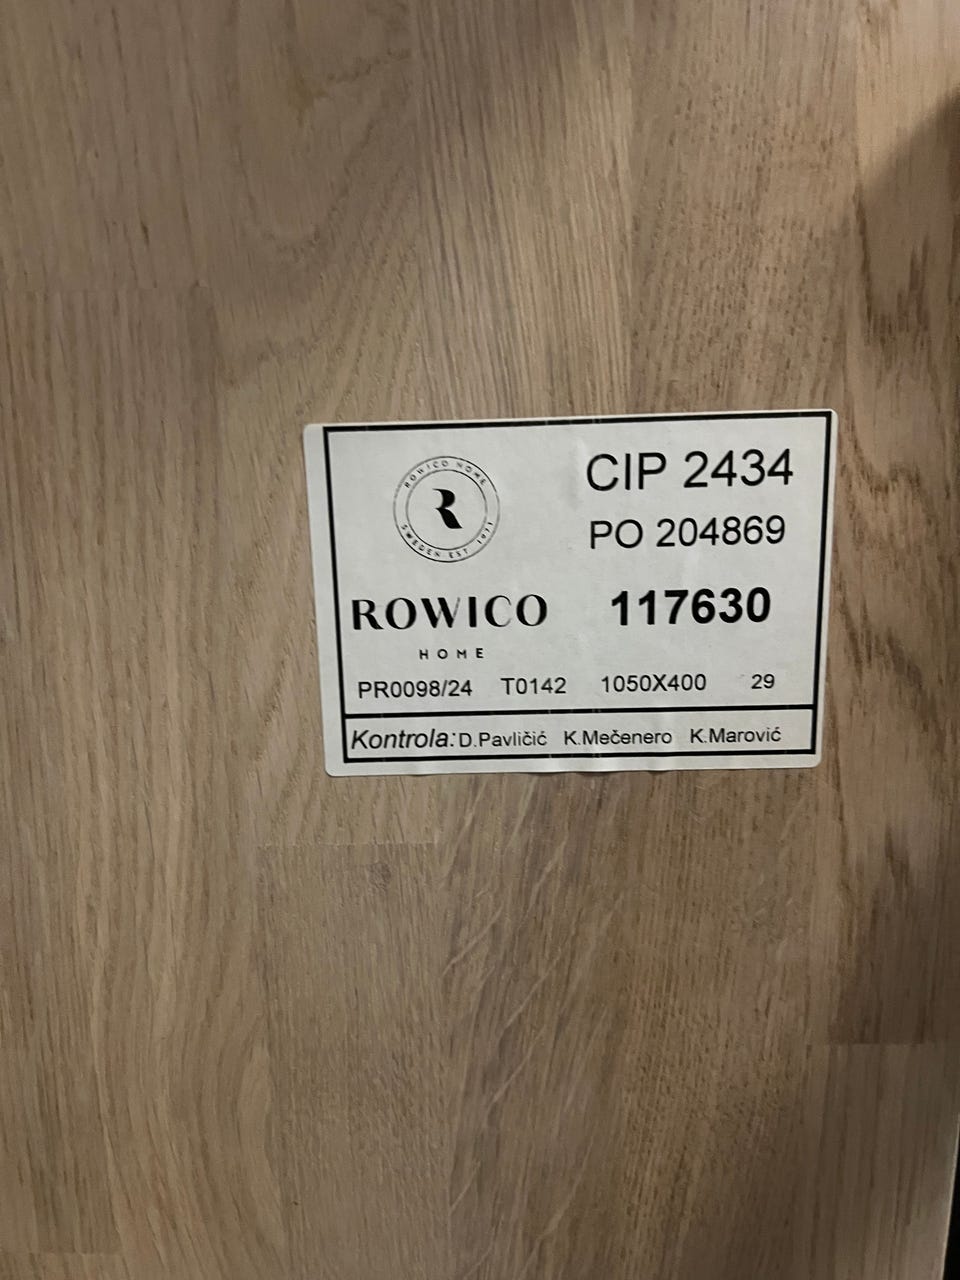 ROWICO HOME
R
SWEDEN EST. 1971
ROWICO
HOME
CIP 2434
PO 204869
117630
PR0098/24 T0142 1050X400 29
Kontrola: D.Pavličić K.Mečenero K.Marović